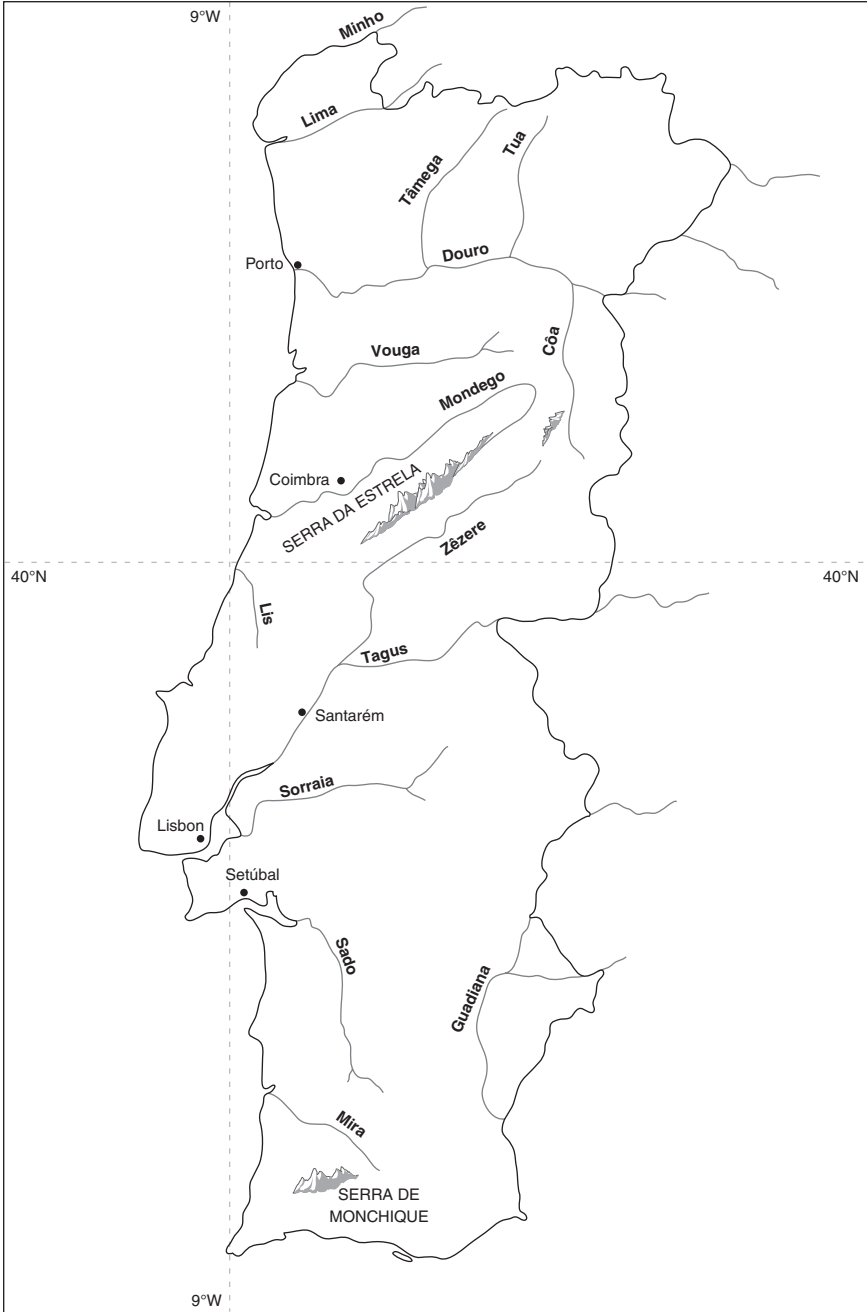 9°W
Minho
Lima
Tâmega
Tua
Porto
Douro
Côa
Vouga
Mondego
Coimbra
SERRA DA ESTRELA
Zêzere
40°N
40°N
Lis
Tagus
Santarém
Sorraia
Lisbon
Setúbal
Sado
Guadiana
Mira
SERRA DE
MONCHIQUE
9°W